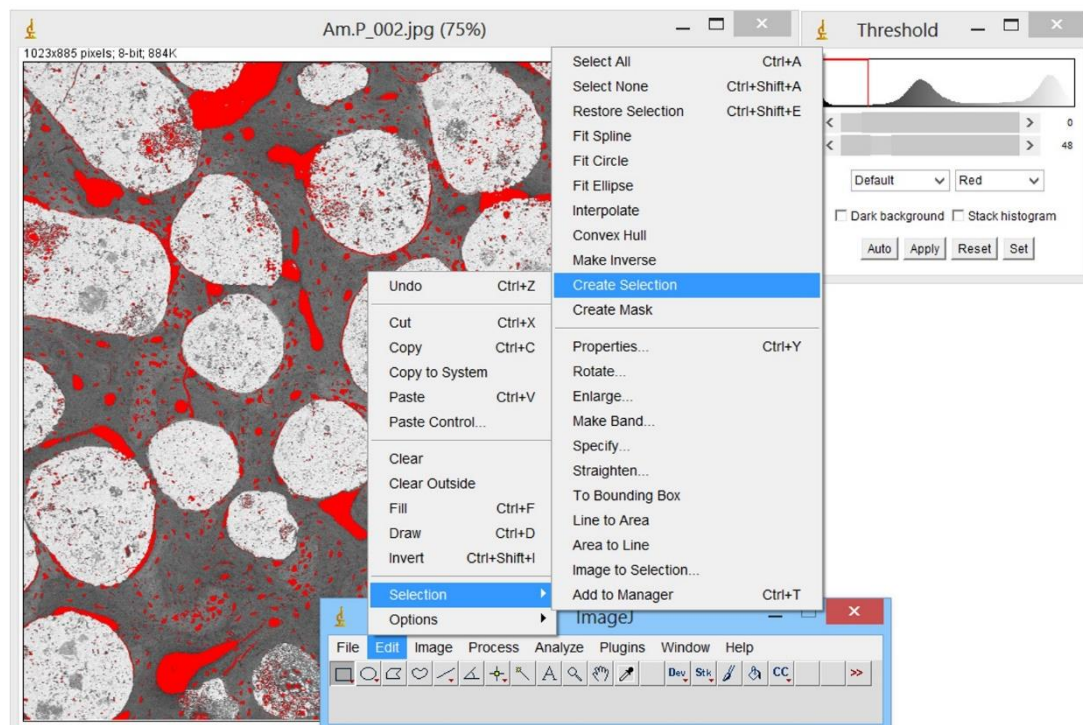 Am.P_002.jpg (75%)
1023x885 pixels; 8-bit; 884K
Threshold
0
48
Default
Red
Dark background
Stack histogram
Auto
Apply
Reset
Set
Select All Ctrl+A
Select None Ctrl+Shift+A
Restore Selection Ctrl+Shift+E
Fit Spline
Fit Circle
Fit Ellipse
Interpolate
Convex Hull
Make Inverse
Create Selection
Create Mask
Properties... Ctrl+Y
Rotate...
Enlarge...
Make Band...
Specify...
Straighten...
To Bounding Box
Line to Area
Area to Line
Image to Selection...
Add to Manager Ctrl+T
Undo Ctrl+Z
Cut Ctrl+X
Copy Ctrl+C
Copy to System
Paste Ctrl+V
Paste Control...
Clear
Clear Outside
Fill Ctrl+F
Draw Ctrl+D
Invert Ctrl+Shift+I
Selection
Options
ImageJ
File Edit Image Process Analyze Plugins Window Help
A Dev Stk CC >>